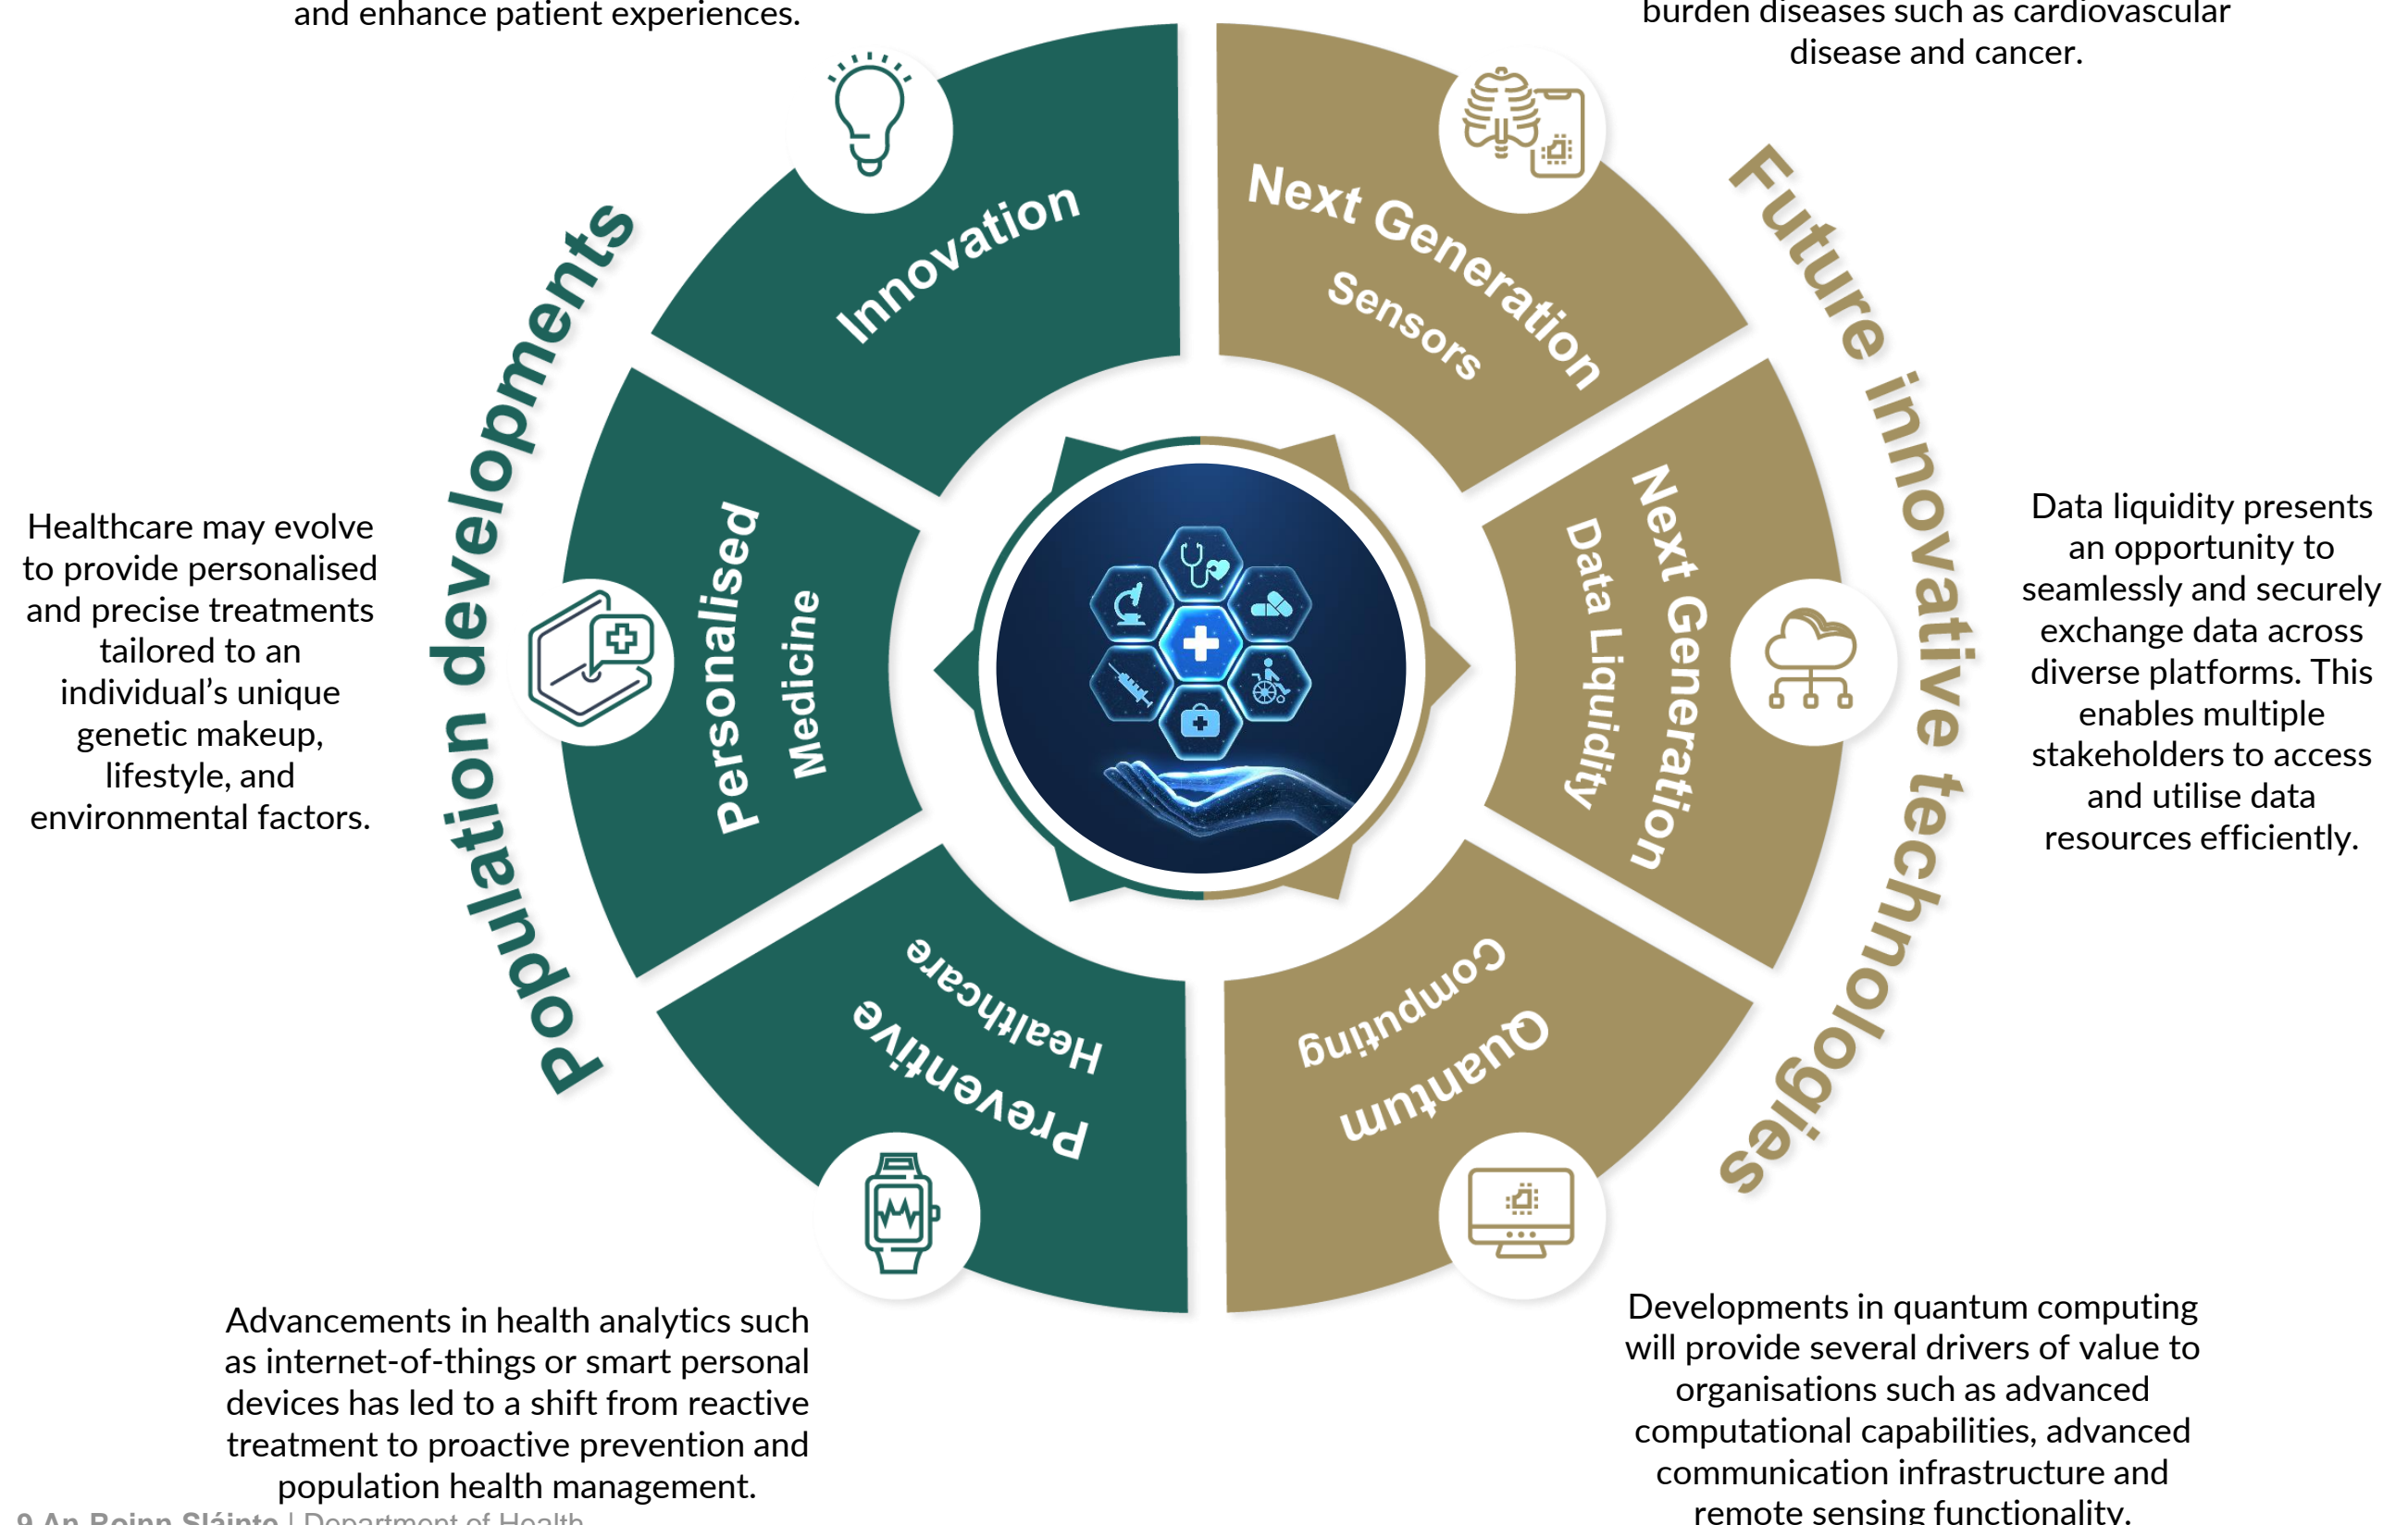 and enhance patient experiences.
burden diseases such as cardiovascular
disease and cancer.
Population developments
Future innovative technologies
Innovation
Next Generation
Sensors
Personalised
Medicine
Next Generation
Data Liquidity
Preventive
Healthcare
Quantum
Computing
Healthcare may evolve
to provide personalised
and precise treatments
tailored to an
individual’s unique
genetic makeup,
lifestyle, and
environmental factors.
Data liquidity presents
an opportunity to
seamlessly and securely
exchange data across
diverse platforms. This
enables multiple
stakeholders to access
and utilise data
resources efficiently.
Advancements in health analytics such
as internet-of-things or smart personal
devices has led to a shift from reactive
treatment to proactive prevention and
population health management.
Developments in quantum computing
will provide several drivers of value to
organisations such as advanced
computational capabilities, advanced
communication infrastructure and
remote sensing functionality.
9 An Roinn Sláinte | Department of Health